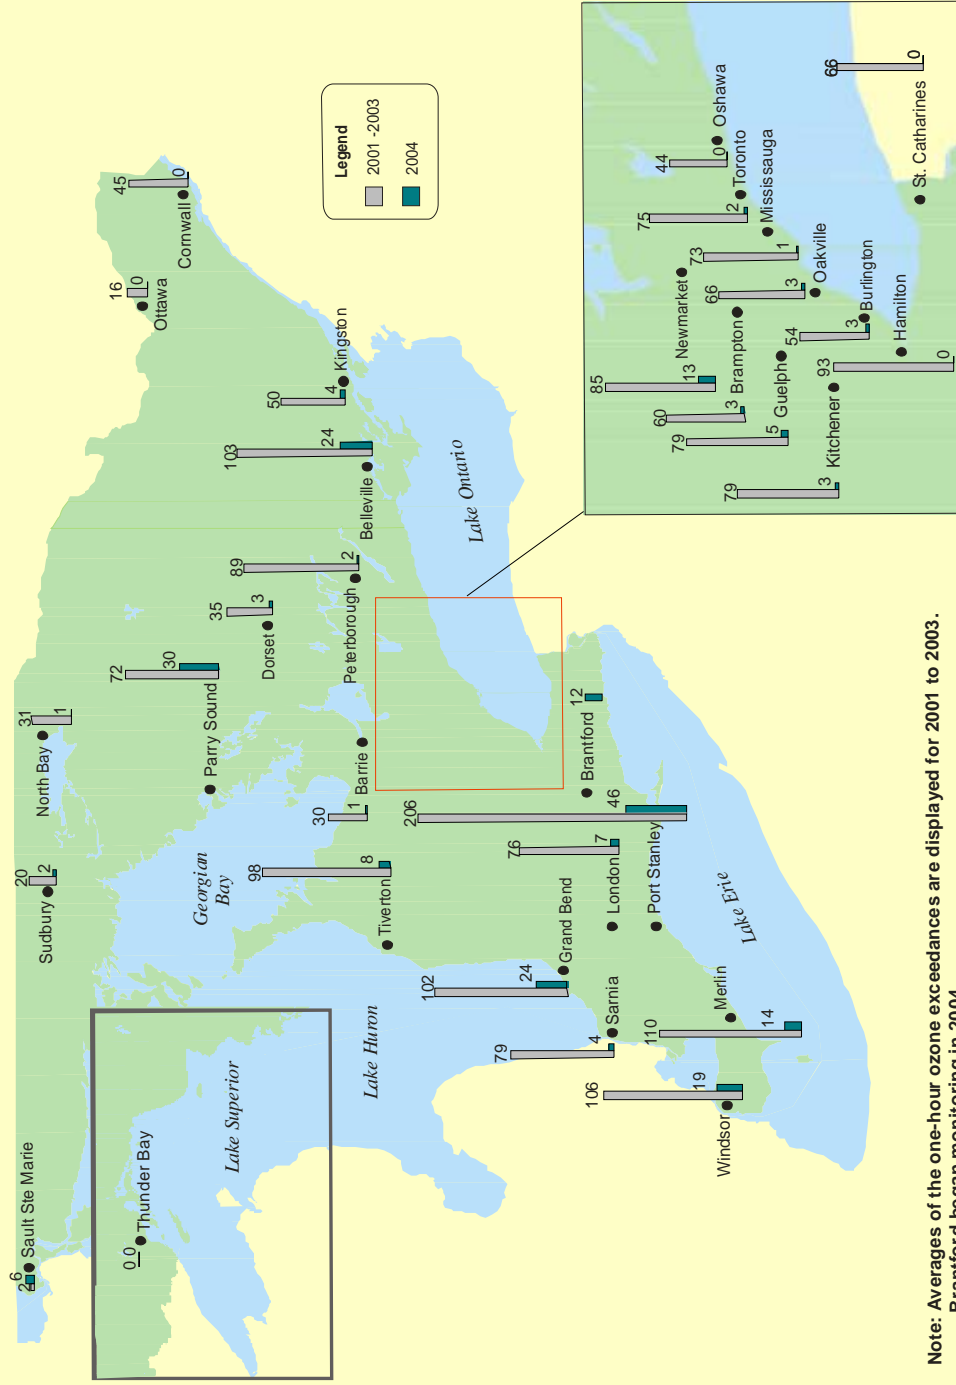 2 6
Sault Ste Marie
20 2
Sudbury
31 1
North Bay
16 0
Ottawa
45 0
Cornwall
0 0
Thunder Bay
Lake Superior
Georgian
Bay
72 30
Parry Sound
35 3
Dorset
89 2
Peterborough
103 24
Belleville
50 4
Kingston
Legend
2001 -2003
2004
30 1
Barrie
98 8
Tiverton
Lake Huron
Lake Ontario
102 24
Grand Bend
206 46
Port Stanley
76 7
London
12
Brantford
79 4
Sarnia
106 19
Windsor
110 14
Merlin
Lake Erie
85 13
Newmarket
60 3
Brampton
79 5
Guelph
79 3
Kitchener
44 0
Oshawa
75 2
Toronto
73 1
Mississauga
66 3
Oakville
54 3
Burlington
93 0
Hamilton
66 0
St. Catharines
Note: Averages of the one-hour ozone exceedances are displayed for 2001 to 2003.
Brantford began monitoring in 2004.